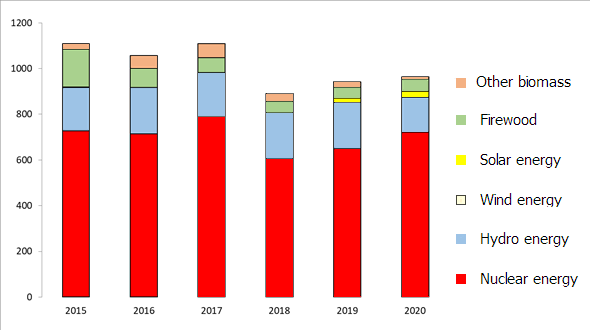 1200
1000
800
600
400
200
0
2015 2016 2017 2018 2019 2020
Other biomass
Firewood
Solar energy
Wind energy
Hydro energy
Nuclear energy